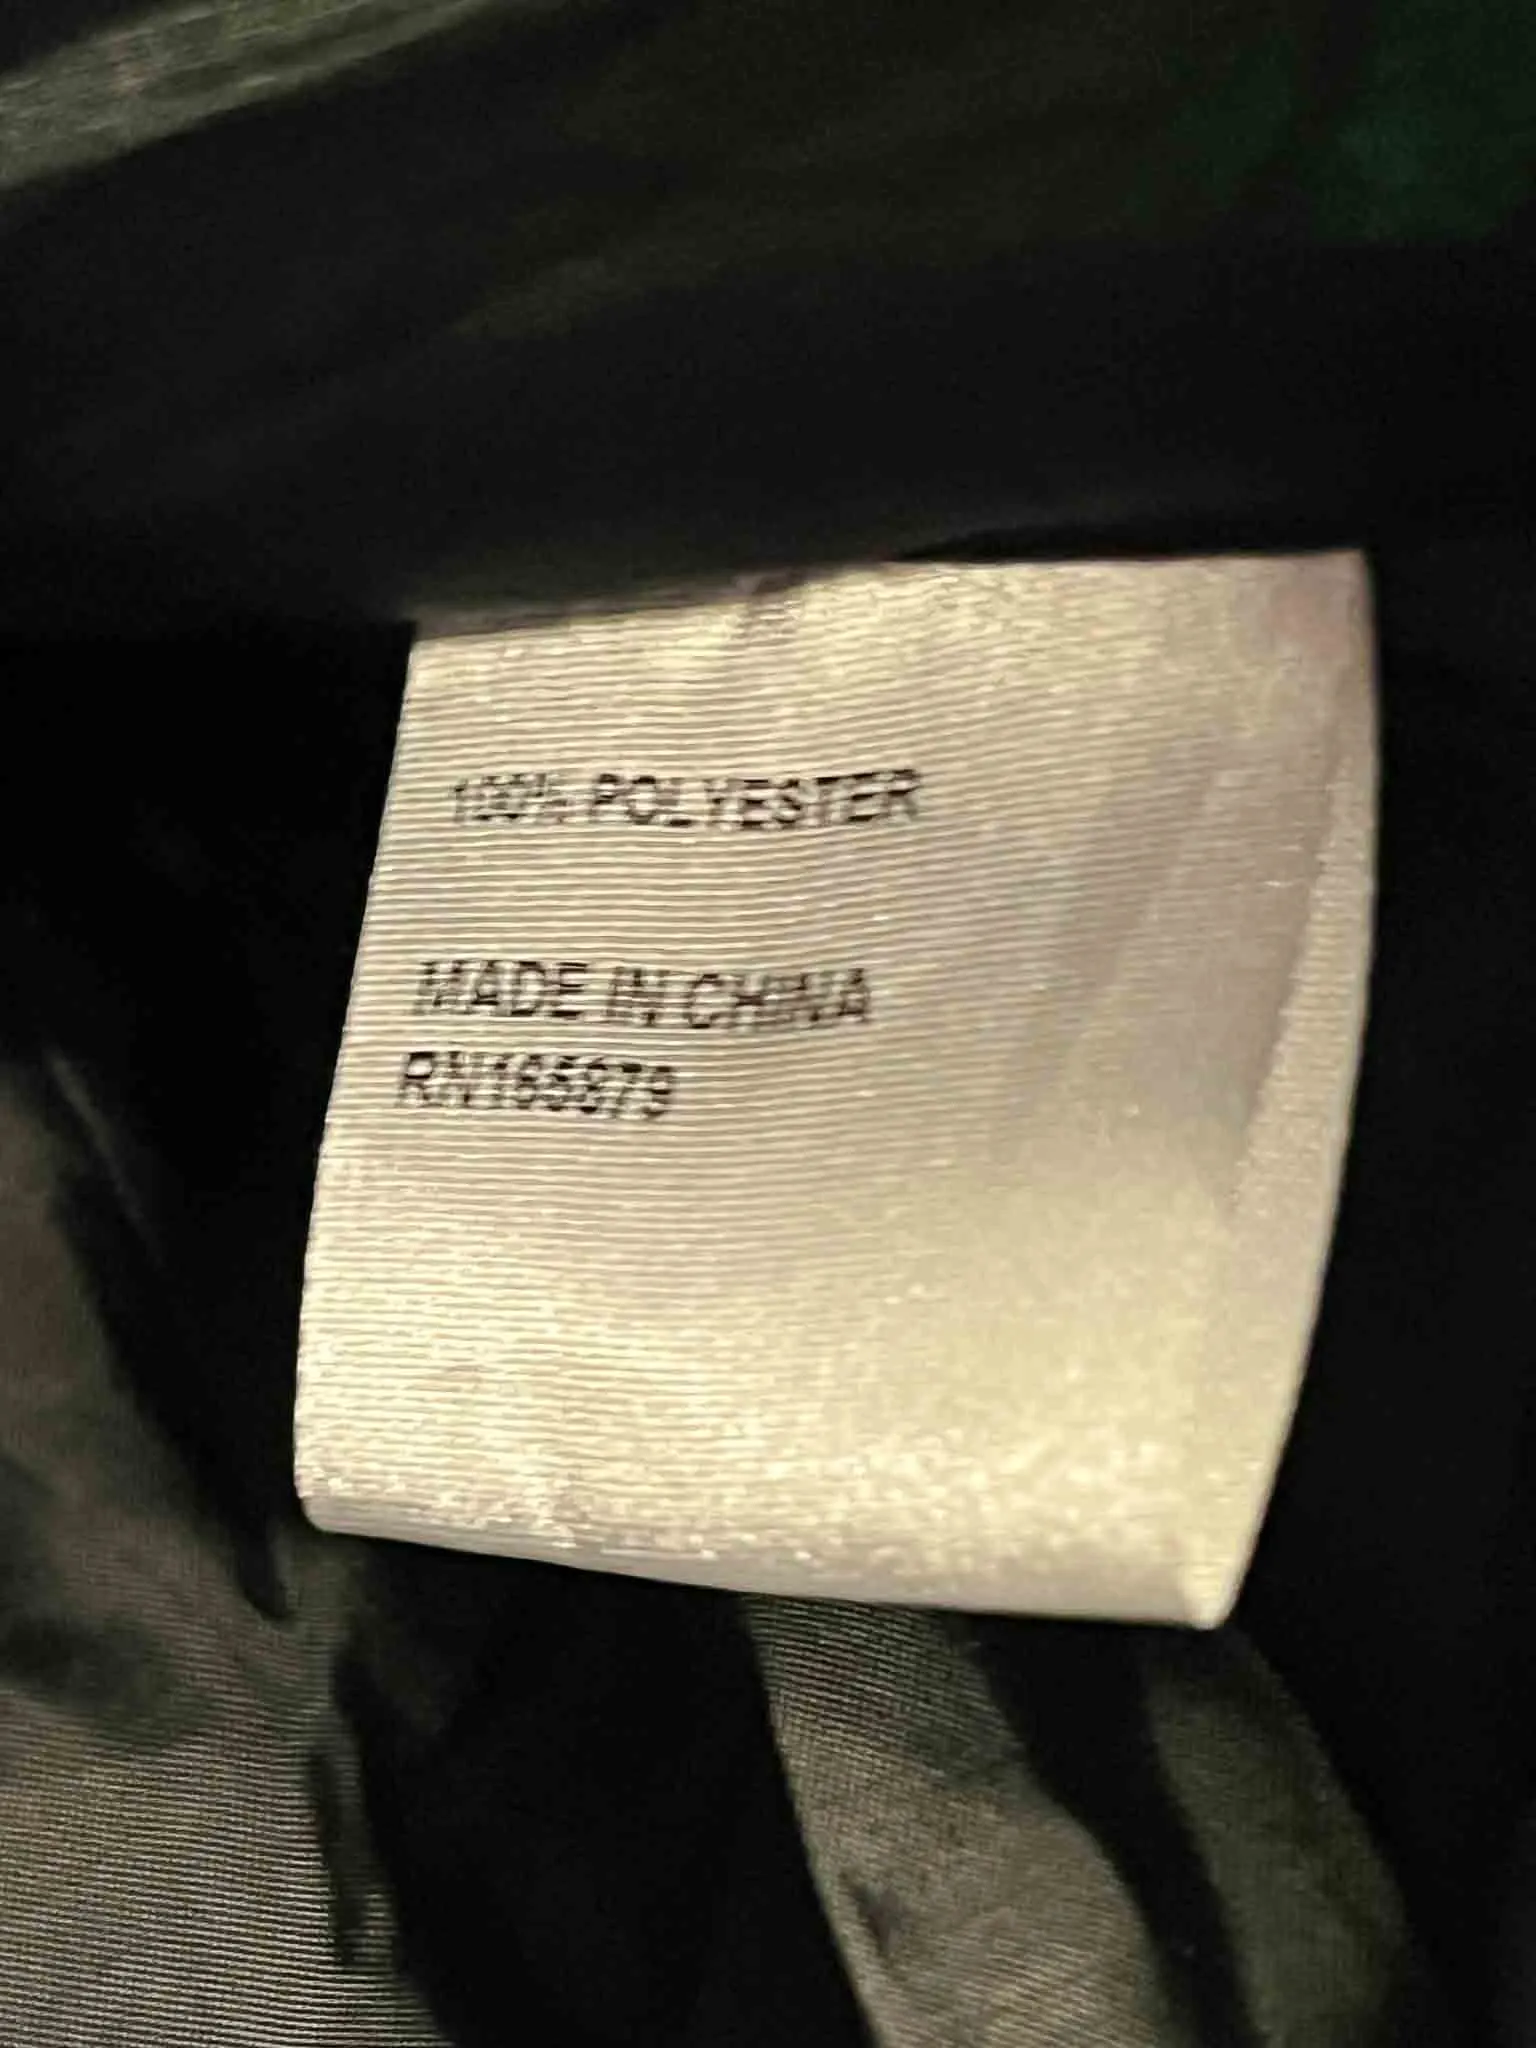 100% POLYESTER
MADE IN CHINA
RN165879